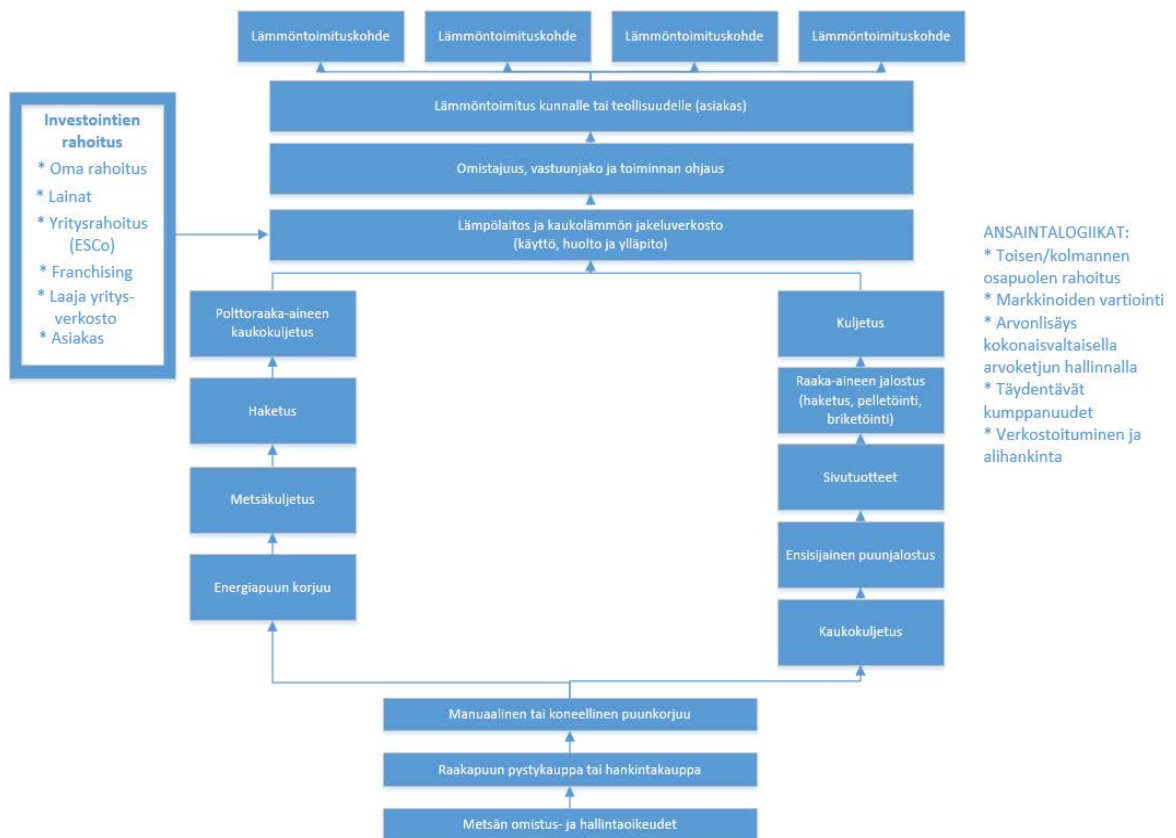 Lämmöntoimituskohde
Lämmöntoimituskohde
Lämmöntoimituskohde
Lämmöntoimituskohde
Lämmöntoimitus kunnalle tai teollisuudelle (asiakas)
Omistajuus, vastuunjako ja toiminnan ohjaus
Lämpölaitos ja kaukolämmön jakeluverkosto
(käyttö, huolto ja ylläpito)
Investointien
rahoitus
* Oma rahoitus
* Lainat
* Yritysrahoitus
(ESCo)
* Franchising
* Laaja yritys-
verkosto
* Asiakas
Polttoraaka-aineen
kaukokuljetus
Haketus
Metsäkuljetus
Energiapuun korjuu
Kuljetus
Raaka-aineen jalostus
(haketus, pelletöinti,
briketöinti)
Sivutuotteet
Ensisijainen puunjalostus
Kaukokuljetus
ANSAINTALOGIIKAT:
* Toisen/kolmannen
osapuolen rahoitus
* Markkinoiden vartiointi
* Arvonlisäys
kokonaisvaltaisella
arvoketjun hallinnalla
* Täydentävät
kumppanuudet
* Verkostoituminen ja
alihankinta
Manuaalinen tai koneellinen puunkorjuu
Raakapuun pystykauppa tai hankintakauppa
Metsän omistus- ja hallintaoikeudet